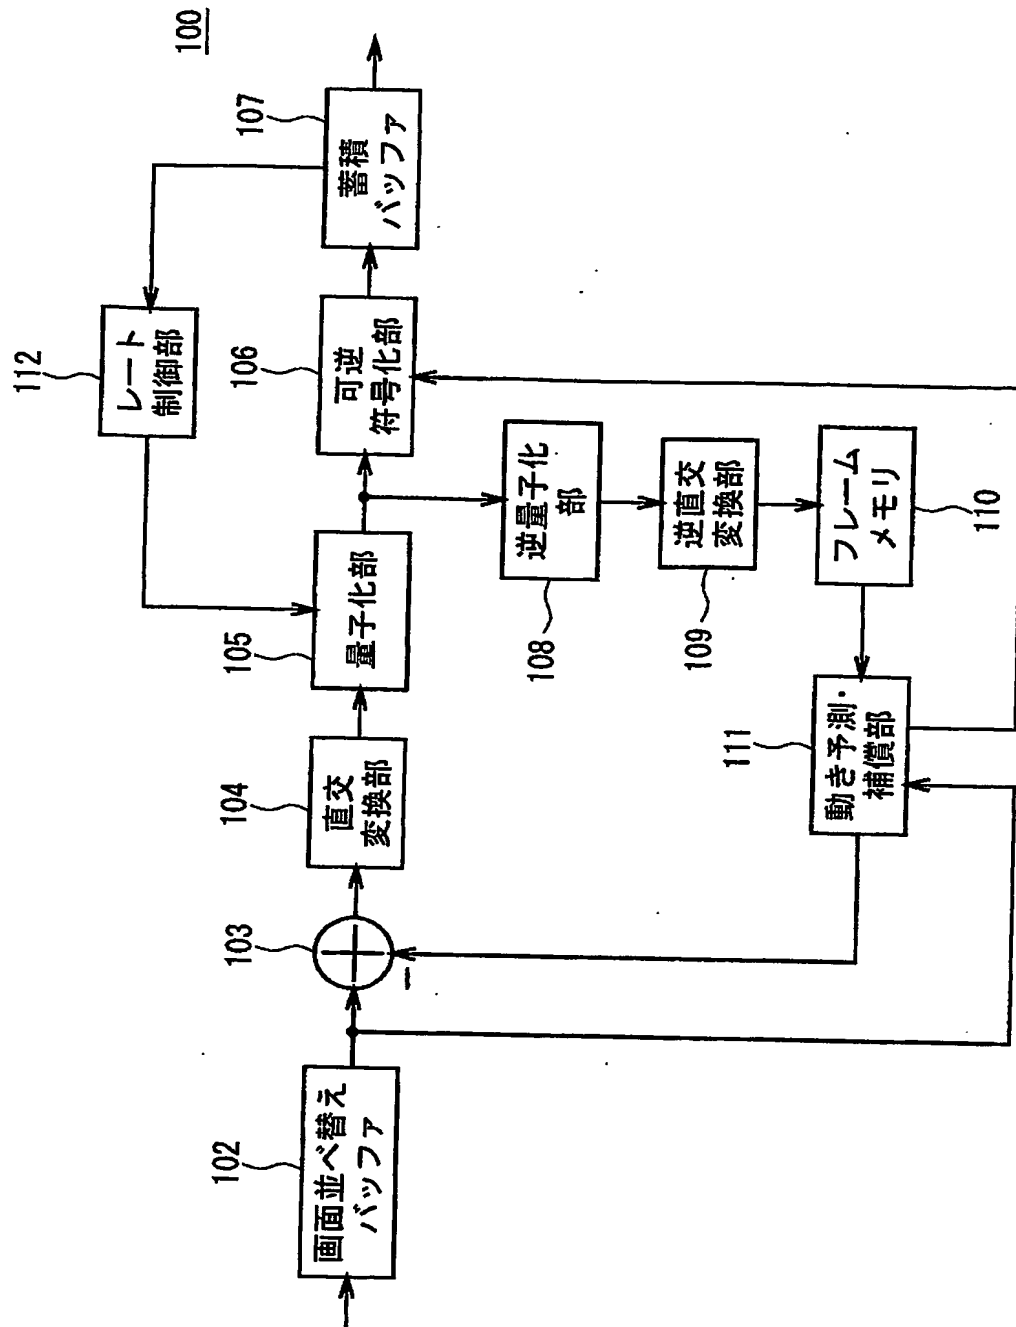 100
102
画面並べ替え
バッファ
103
-
104
直交
変換部
105
量子化部
106
可逆
符号化部
107
蓄積
バッファ
112
レート
制御部
108
逆量子化
部
109
逆直交
変換部
110
フレーム
メモリ
111
動き予測・
補償部